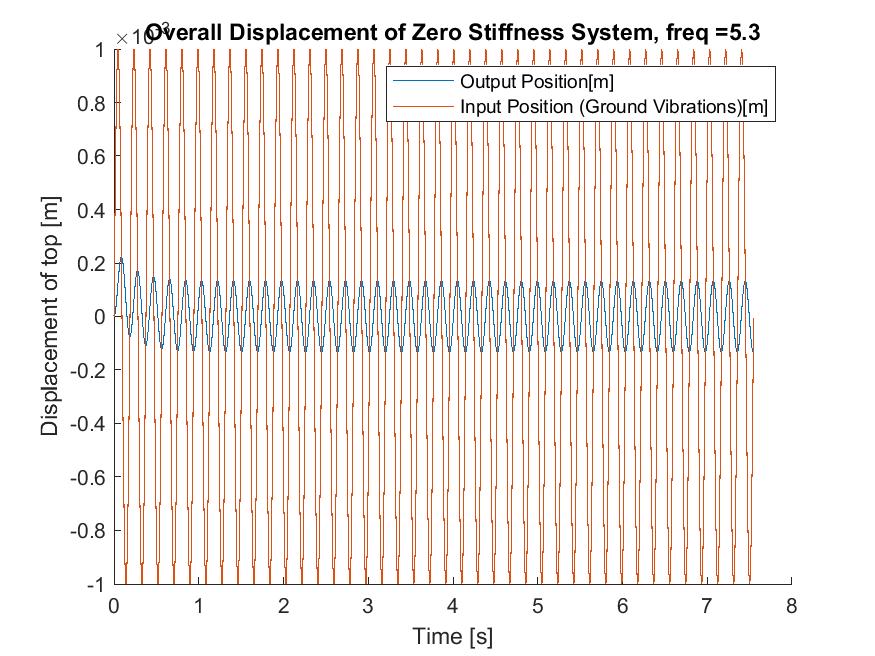 ×10-3
Overall Displacement of Zero Stiffness System, freq =5.3
Output Position[m]
Input Position (Ground Vibrations)[m]
Displacement of top [m]
1
0.8
0.6
0.4
0.2
0
-0.2
-0.4
-0.6
-0.8
-1
0 1 2 3 4 5 6 7 8
Time [s]